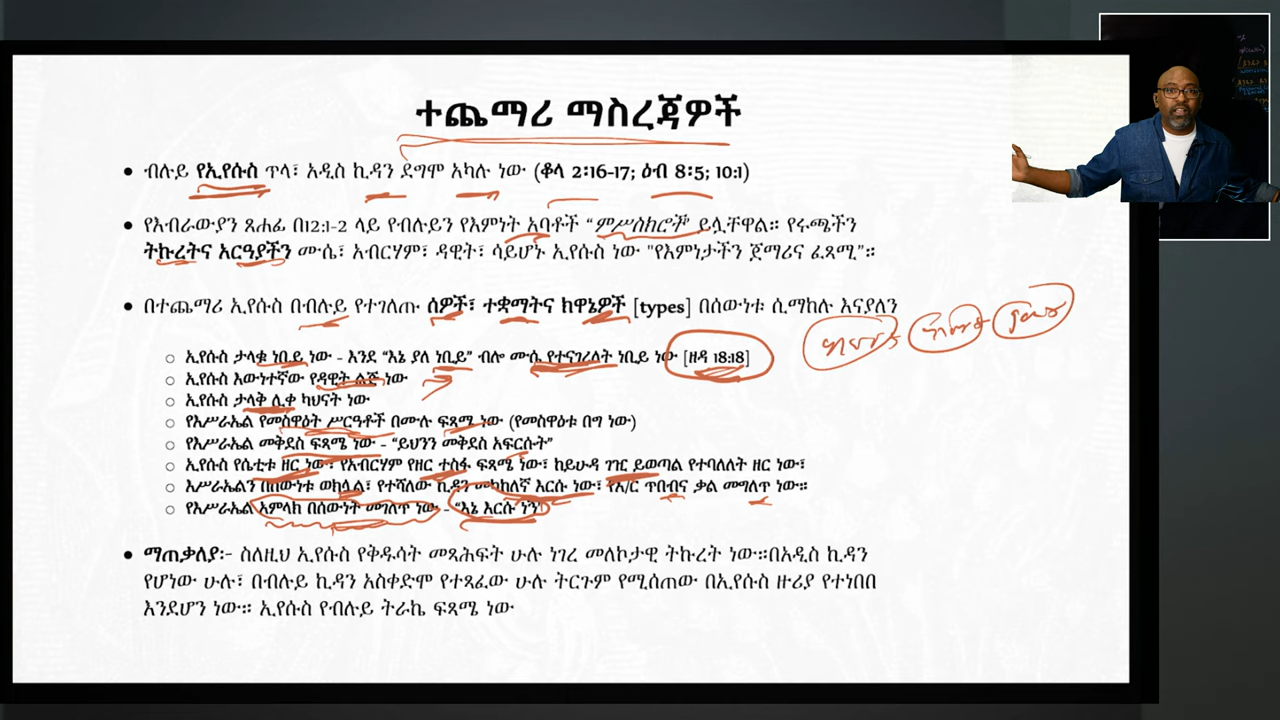 ተጨማሪ ማስረጃዎች
• ብሉይ የኢየሱስ ጥላ፣ አዲስ ኪዳን ደግሞ አካሉ ነው (ቆላ 2፡16-17; ዕብ 8፡5; 10:1)
• የእብራውያን ጸሐፊ በ12:1-2 ላይ የብሉይን የእምነት አባቶች “ምሥክሮች” ይሏቸዋል። የሩጫችን
ትኩረትና አርዓያችን ሙሴ፣ አብርሃም፣ ዳዊት፣ ሳይሆኑ ኢየሱስ ነው "የእምነታችን ጀማሪና ፈጻሚ”።
• በተጨማሪ ኢየሱስ በብሉይ የተገለጡ ሰዎች፣ ተቋማትና ክዋኔዎች [types] በሰውነቱ ሲማከሉ እናያለን
○ ኢየሱስ ታላቁ ነቢይ ነው - እንደ “እኔ ያለ ነቢይ” ብሎ ሙሴ የተናገረለት ነቢይ ነው [ዘዳ 18:18]
○ ኢየሱስ እውነተኛው የዳዊት ልጅ ነው
○ ኢየሱስ ታላቅ ሊቀ ካህናት ነው
○ የእሥራኤል የመስዋዕት ሥርዓቶች በሙሉ ፍጻሜ ነው (የመስዋዕቱ በግ ነው)
○ የእሥራኤል መቅደስ ፍጻሜ ነው - “ይህንን መቅደስ አፍርሱት”
○ ኢየሱስ የሴቲቱ ዘር ነው፣ የአብርሃም የዘር ተስፋ ፍጻሜ ነው፣ ከይሁዳ ገዢ ይወጣል የተባለለት ዘር ነው፣
○ እሥራኤልን በሰውነቱ ወክሏል፣ የተሻለው ኪዳን መካከለኛ እርሱ ነው፣ የእ/ር ጥበብና ቃል መግለጥ ነው።
○ የእሥራኤል አምላክ በሰውነት መገለጥ ነው - “እኔ እርሱ ነኝ”
• ማጠቃለያ፡- ስለዚህ ኢየሱስ የቅዱሳት መጻሕፍት ሁሉ ነገረ መለኮታዊ ትኩረት ነው።በአዲስ ኪዳን
የሆነው ሁሉ፣ በብሉይ ኪዳን አስቀድሞ የተጻፈው ሁሉ ትርጉም የሚሰጠው በኢየሱስ ዙሪያ የተነበበ
እንደሆን ነው። ኢየሱስ የብሉይ ትራኬ ፍጻሜ ነው